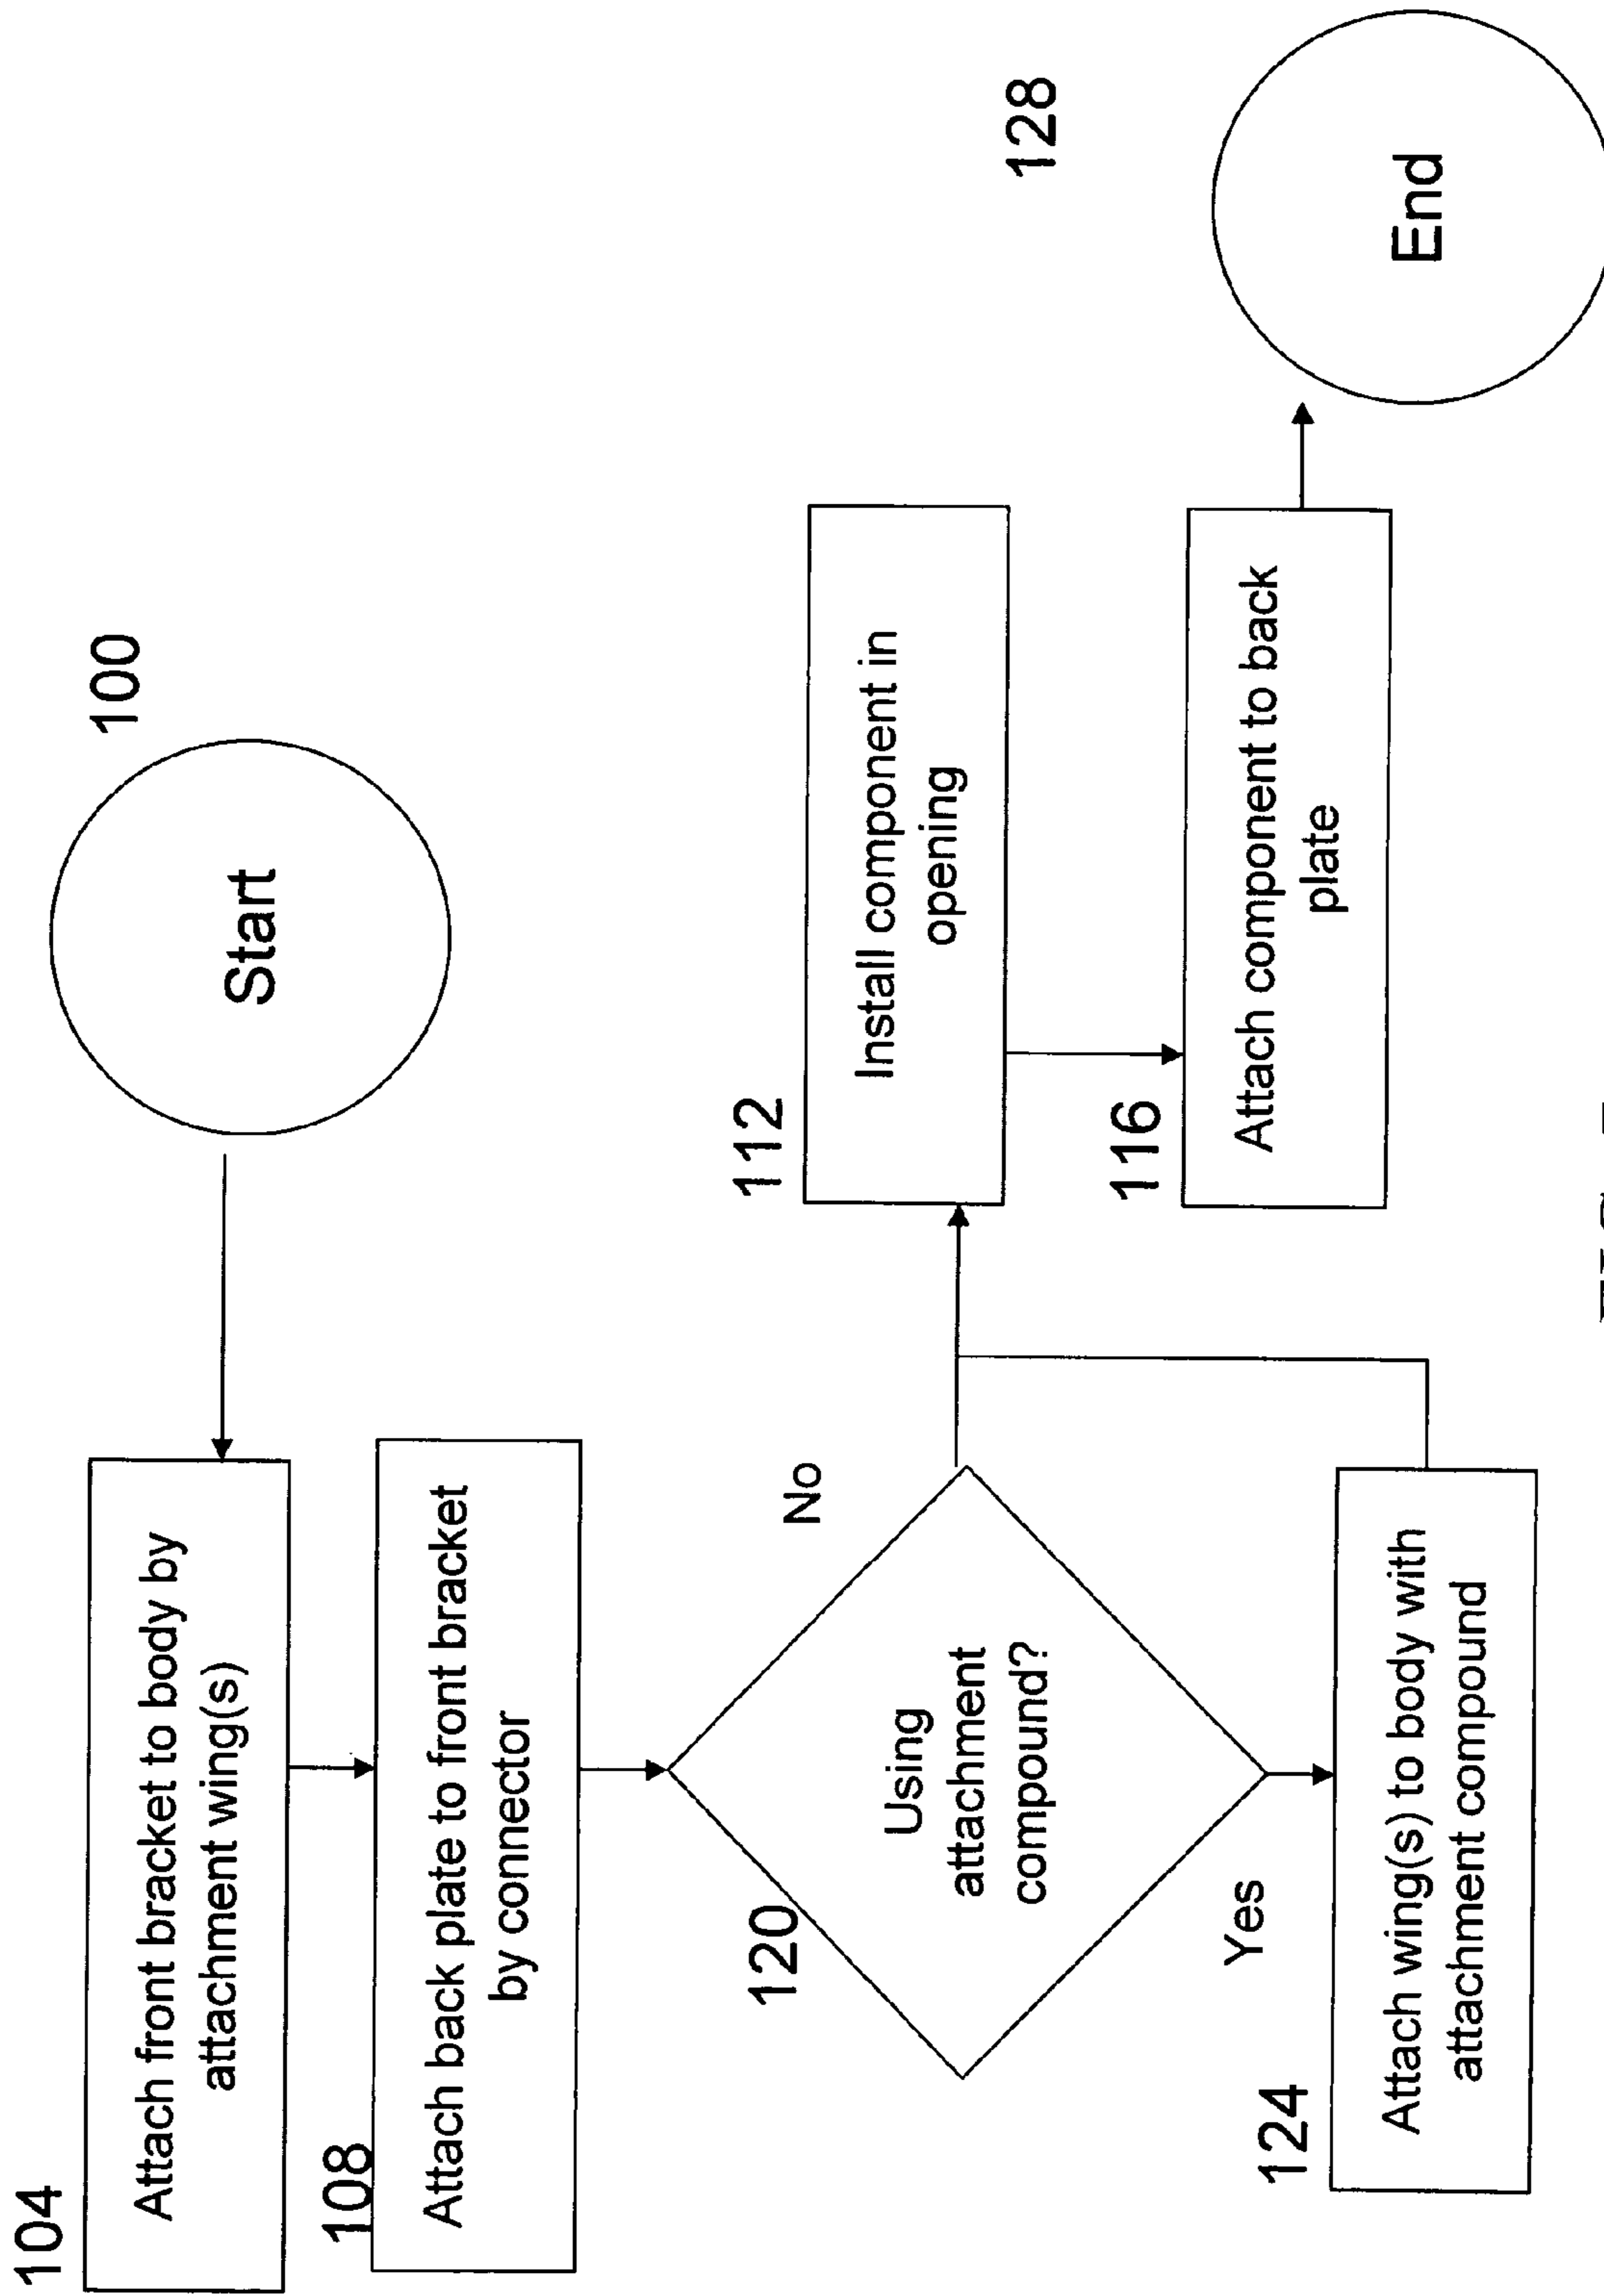 100
Start
104
Attach front bracket to body by
attachment wing(s)
108
Attach back plate to front bracket
by connector
120
Using
attachment
compound?
No
Yes
124
Attach wing(s) to body with
attachment compound
112
Install component in
opening
116
Attach component to back
plate
128
End